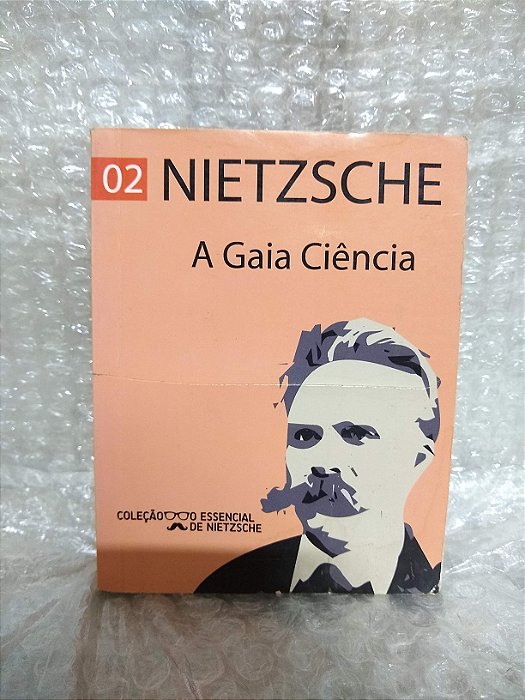 02 NIETZSCHE
A Gaia Ciência
COLEÇÃO O ESSENCIAL
DE NIETZSCHE